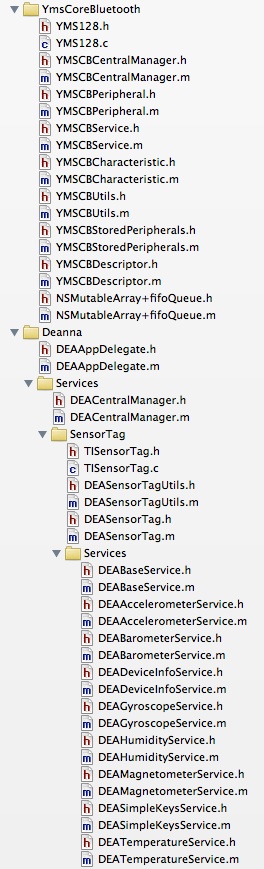 YmsCoreBluetooth
h YMS128.h
c YMS128.c
h YMSCBCentralManager.h
m YMSCBCentralManager.m
h YMSCBPeripheral.h
m YMSCBPeripheral.m
h YMSCBService.h
m YMSCBService.m
h YMSCBCharacteristic.h
m YMSCBCharacteristic.m
h YMSCBUtils.h
m YMSCBUtils.m
h YMSCBStoredPeripherals.h
m YMSCBStoredPeripherals.m
h YMSCBDescriptor.h
m YMSCBDescriptor.m
h NSMutableArray+fifoQueue.h
m NSMutableArray+fifoQueue.m
Deanna
h DEAAppDelegate.h
m DEAAppDelegate.m
Services
h DEACentralManager.h
m DEACentralManager.m
SensorTag
h TISensorTag.h
c TISensorTag.c
h DEASensorTagUtils.h
m DEASensorTagUtils.m
h DEASensorTag.h
m DEASensorTag.m
Services
h DEABaseService.h
m DEABaseService.m
h DEAAccelerometerService.h
m DEAAccelerometerService.m
h DEABarometerService.h
m DEABarometerService.m
h DEADeviceInfoService.h
m DEADeviceInfoService.m
h DEAGyroscopeService.h
m DEAGyroscopeService.m
h DEAHumidityService.h
m DEAHumidityService.m
h DEAMagnetometerService.h
m DEAMagnetometerService.m
h DEASimpleKeysService.h
m DEASimpleKeysService.m
h DEATemperatureService.h
m DEATemperatureService.m